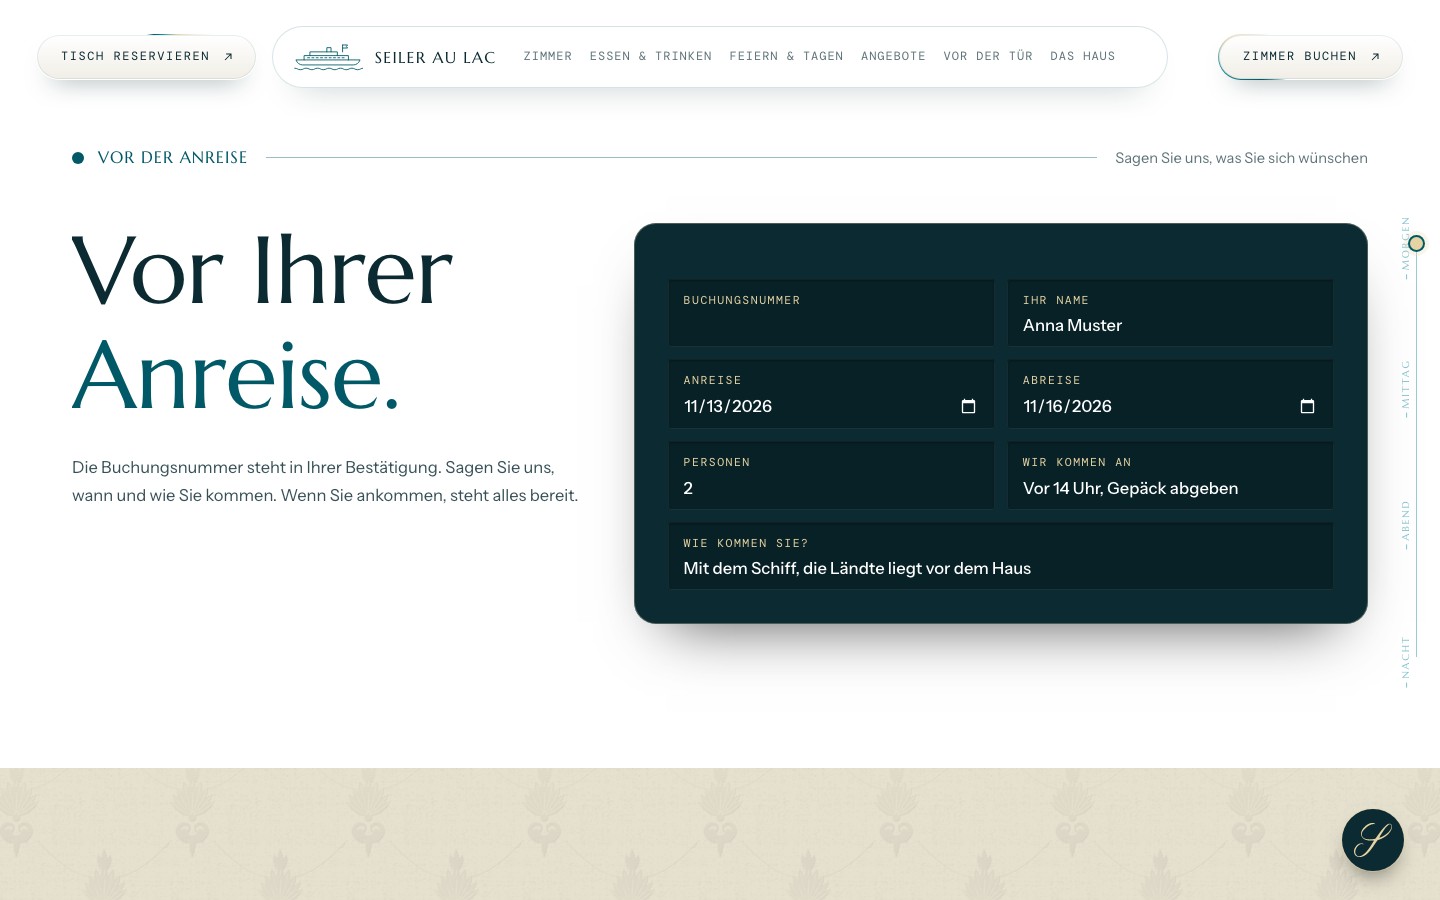 TISCH RESERVIEREN ↗
SEILER AU LAC
ZIMMER
ESSEN & TRINKEN
FEIERN & TAGEN
ANGEBOTE
VOR DER TÜR
DAS HAUS
ZIMMER BUCHEN ↗
VOR DER ANREISE
Sagen Sie uns, was Sie sich wünschen
Vor Ihrer
Anreise.
Die Buchungsnummer steht in Ihrer Bestätigung. Sagen Sie uns,
wann und wie Sie kommen. Wenn Sie ankommen, steht alles bereit.
BUCHUNGSNUMMER
IHR NAME
Anna Muster
ANREISE
11/13/2026
ABREISE
11/16/2026
PERSONEN
2
WIR KOMMEN AN
Vor 14 Uhr, Gepäck abgeben
WIE KOMMEN SIE?
Mit dem Schiff, die Ländte liegt vor dem Haus
– MORGEN
– MITTAG
– ABEND
– NACHT
S